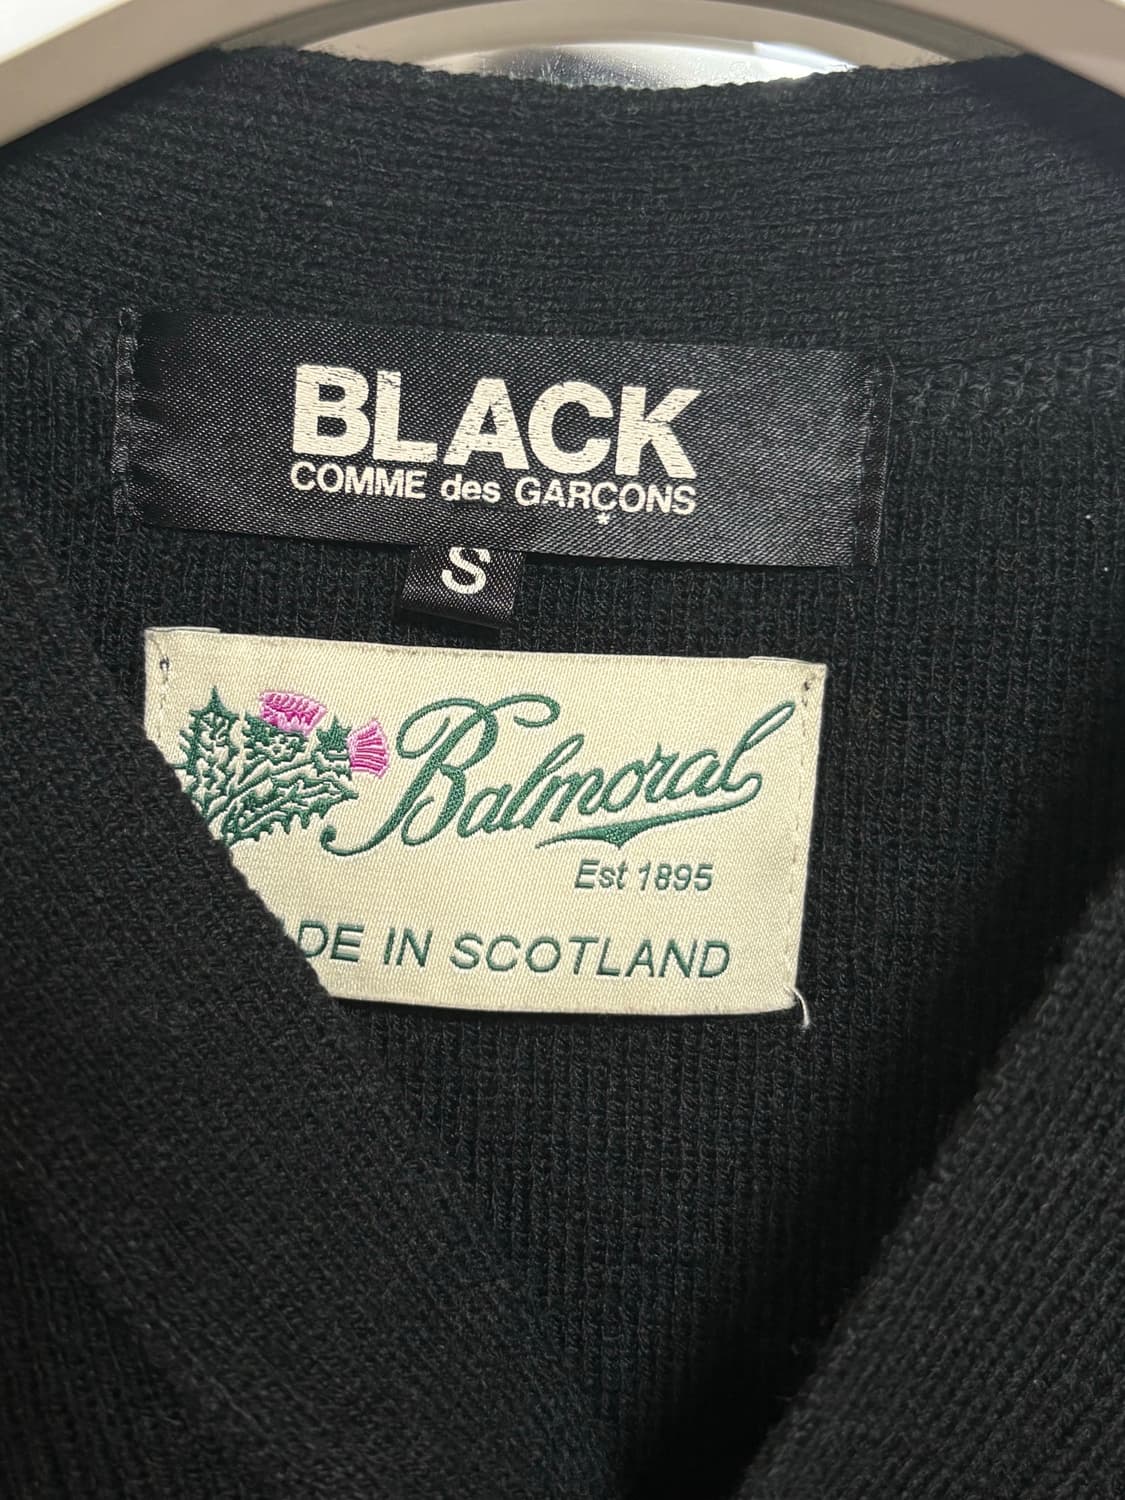 BLACK
COMME des GARÇONS
S
Balmoral
Est 1895
DE IN SCOTLAND